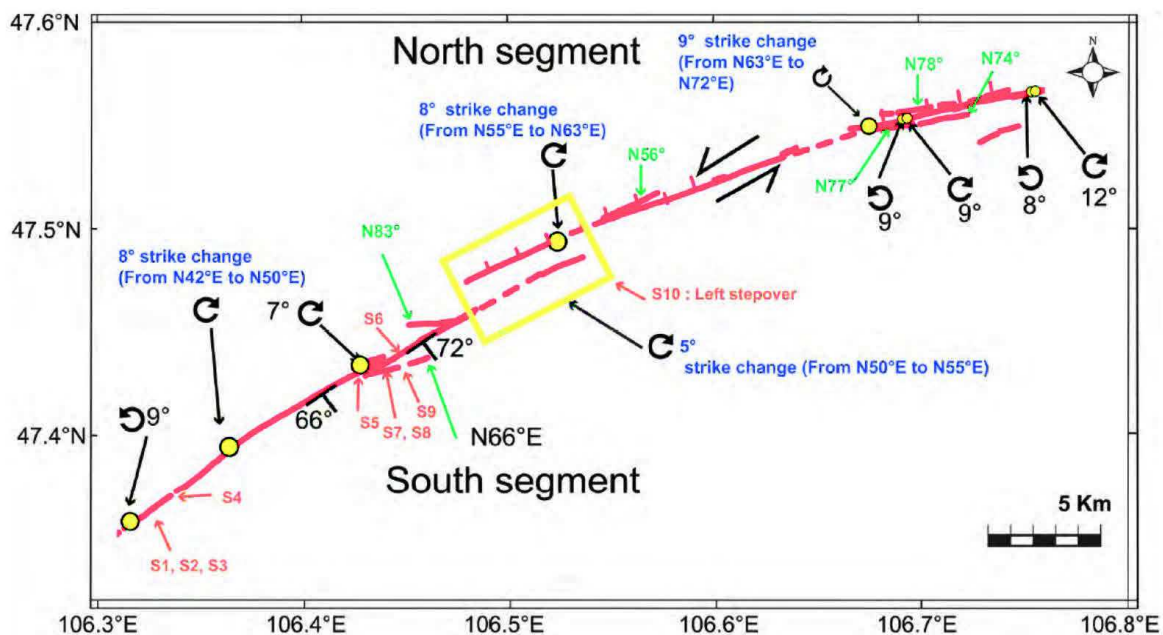 47.6°N
North segment
9° strike change
(From N63°E to
N72°E)
N78°
N74°
N
8° strike change
(From N55°E to N63°E)
N56°
N77°
9°
9°
8°
12°
47.5°N
N83°
8° strike change
(From N42°E to N50°E)
7°
S6
S10 : Left stepover
72°
5°
strike change (From N50°E to N55°E)
66°
S5
S9
S7, S8
N66°E
47.4°N
9°
South segment
S4
5 Km
S1, S2, S3
106.3°E
106.4°E
106.5°E
106.6°E
106.7°E
106.8°E